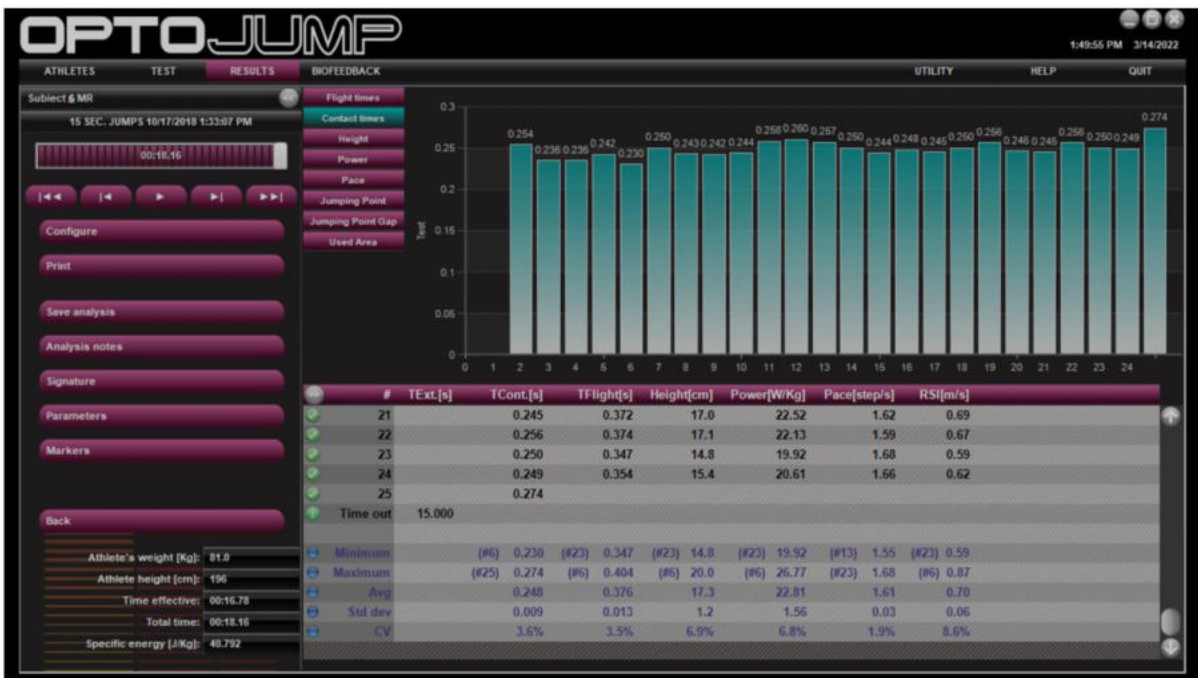 OPTOJUMP
1:49:55 PM 3/14/2022
ATHLETES TEST RESULTS BIOFEEDBACK UTILITY HELP QUIT
Subject 6 MR
15 SEC. JUMPS 10/17/2018 1:33:07 PM
00:18.16
Configure
Print
Save analysis
Analysis notes
Signature
Parameters
Markers
Back
Athlete's weight [Kg]: 81.0
Athlete height [cm]: 196
Time effective: 00:16.78
Total time: 00:18.16
Specific energy [J/Kg]: 40.792
Flight times
Contact times
Height
Power
Pace
Jumping Point
Jumping Point Gap
Used Area
Test
0.3
0.25
0.2
0.15
0.1
0.05
0
0.254 0.235 0.235 0.242 0.230 0.250 0.243 0.242 0.244 0.258 0.260 0.257 0.250 0.244 0.248 0.245 0.250 0.256 0.246 0.245 0.256 0.250 0.249 0.274
0 1 2 3 4 5 6 7 8 9 10 11 12 13 14 15 16 17 18 19 20 21 22 23 24
# TExt.[s] TCont.[s] TFlight[s] Height[cm] Power[W/Kg] Pace[step/s] RSI[m/s]
21 0.245 0.372 17.0 22.52 1.62 0.69
22 0.256 0.374 17.1 22.13 1.59 0.67
23 0.250 0.347 14.8 19.92 1.68 0.59
24 0.249 0.354 15.4 20.61 1.66 0.62
25 0.274
Time out 15.000
Minimum (#6) 0.230 (#23) 0.347 (#23) 14.8 (#23) 19.92 (#13) 1.55 (#23) 0.59
Maximum (#25) 0.274 (#6) 0.404 (#6) 20.0 (#6) 26.77 (#23) 1.68 (#6) 0.87
Avg 0.248 0.376 17.3 22.81 1.61 0.70
Std dev 0.009 0.013 1.2 1.56 0.03 0.06
CV 3.6% 3.5% 6.9% 6.8% 1.9% 8.6%